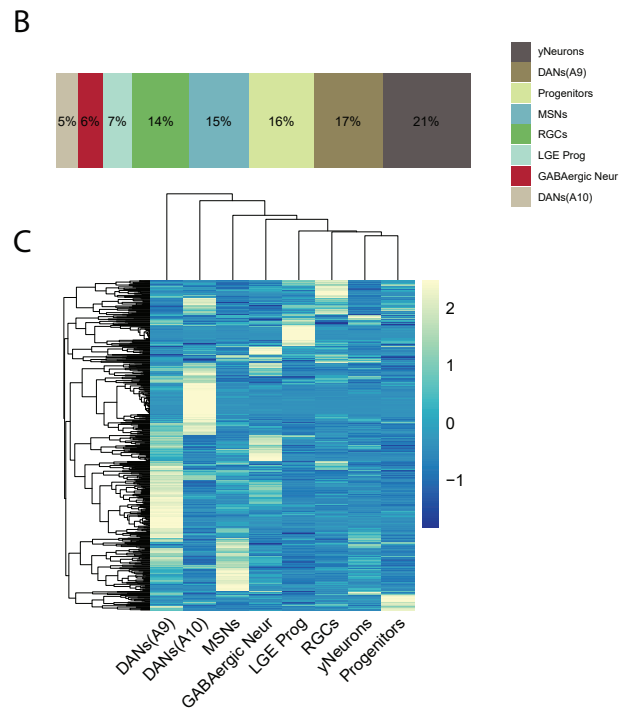 B
5% 6% 7% 14% 15% 16% 17% 21%
yNeurons
DANs(A9)
Progenitors
MSNs
RGCs
LGE Prog
GABAergic Neur
DANs(A10)
C
2
1
0
−1
DANs(A9)
DANs(A10)
MSNs
GABAergic Neur
LGE Prog
RGCs
yNeurons
Progenitors